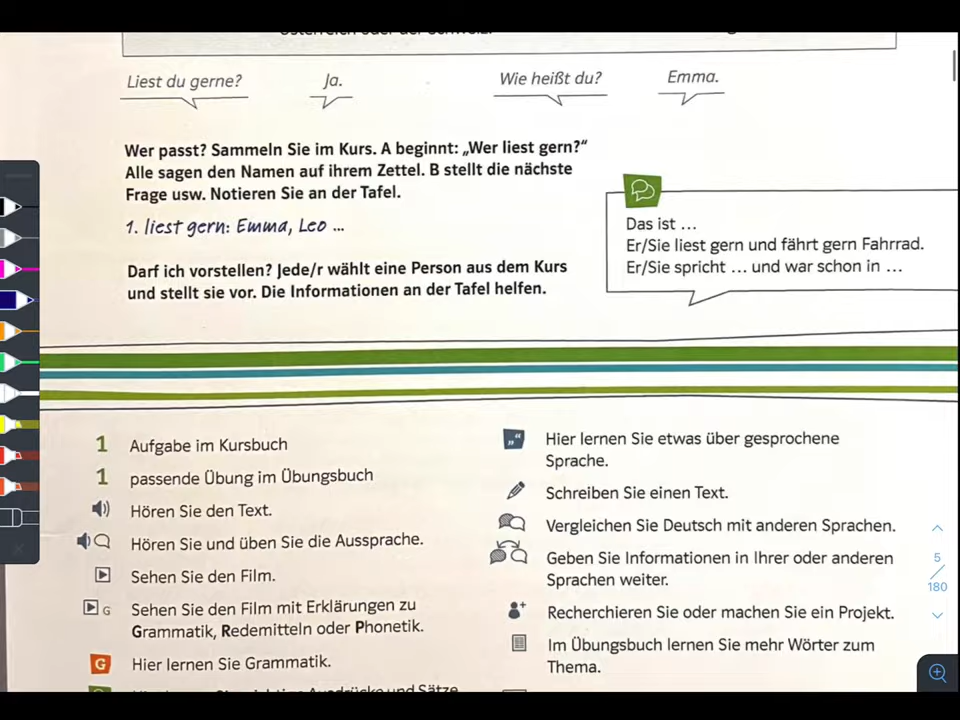 Liest du gerne?
Ja.
Wie heißt du?
Emma.
Wer passt? Sammeln Sie im Kurs. A beginnt: „Wer liest gern?“
Alle sagen den Namen auf ihrem Zettel. B stellt die nächste
Frage usw. Notieren Sie an der Tafel.
1. liest gern: Emma, Leo ...
Darf ich vorstellen? Jede/r wählt eine Person aus dem Kurs
und stellt sie vor. Die Informationen an der Tafel helfen.
Das ist ...
Er/Sie liest gern und fährt gern Fahrrad.
Er/Sie spricht ... und war schon in ...
1 Aufgabe im Kursbuch
1 passende Übung im Übungsbuch
Hören Sie den Text.
Hören Sie und üben Sie die Aussprache.
Sehen Sie den Film.
G Sehen Sie den Film mit Erklärungen zu
Grammatik, Redemitteln oder Phonetik.
G Hier lernen Sie Grammatik.
Hier lernen Sie etwas über gesprochene
Sprache.
Schreiben Sie einen Text.
Vergleichen Sie Deutsch mit anderen Sprachen.
Geben Sie Informationen in Ihrer oder anderen
Sprachen weiter.
Recherchieren Sie oder machen Sie ein Projekt.
Im Übungsbuch lernen Sie mehr Wörter zum
Thema.
5
180